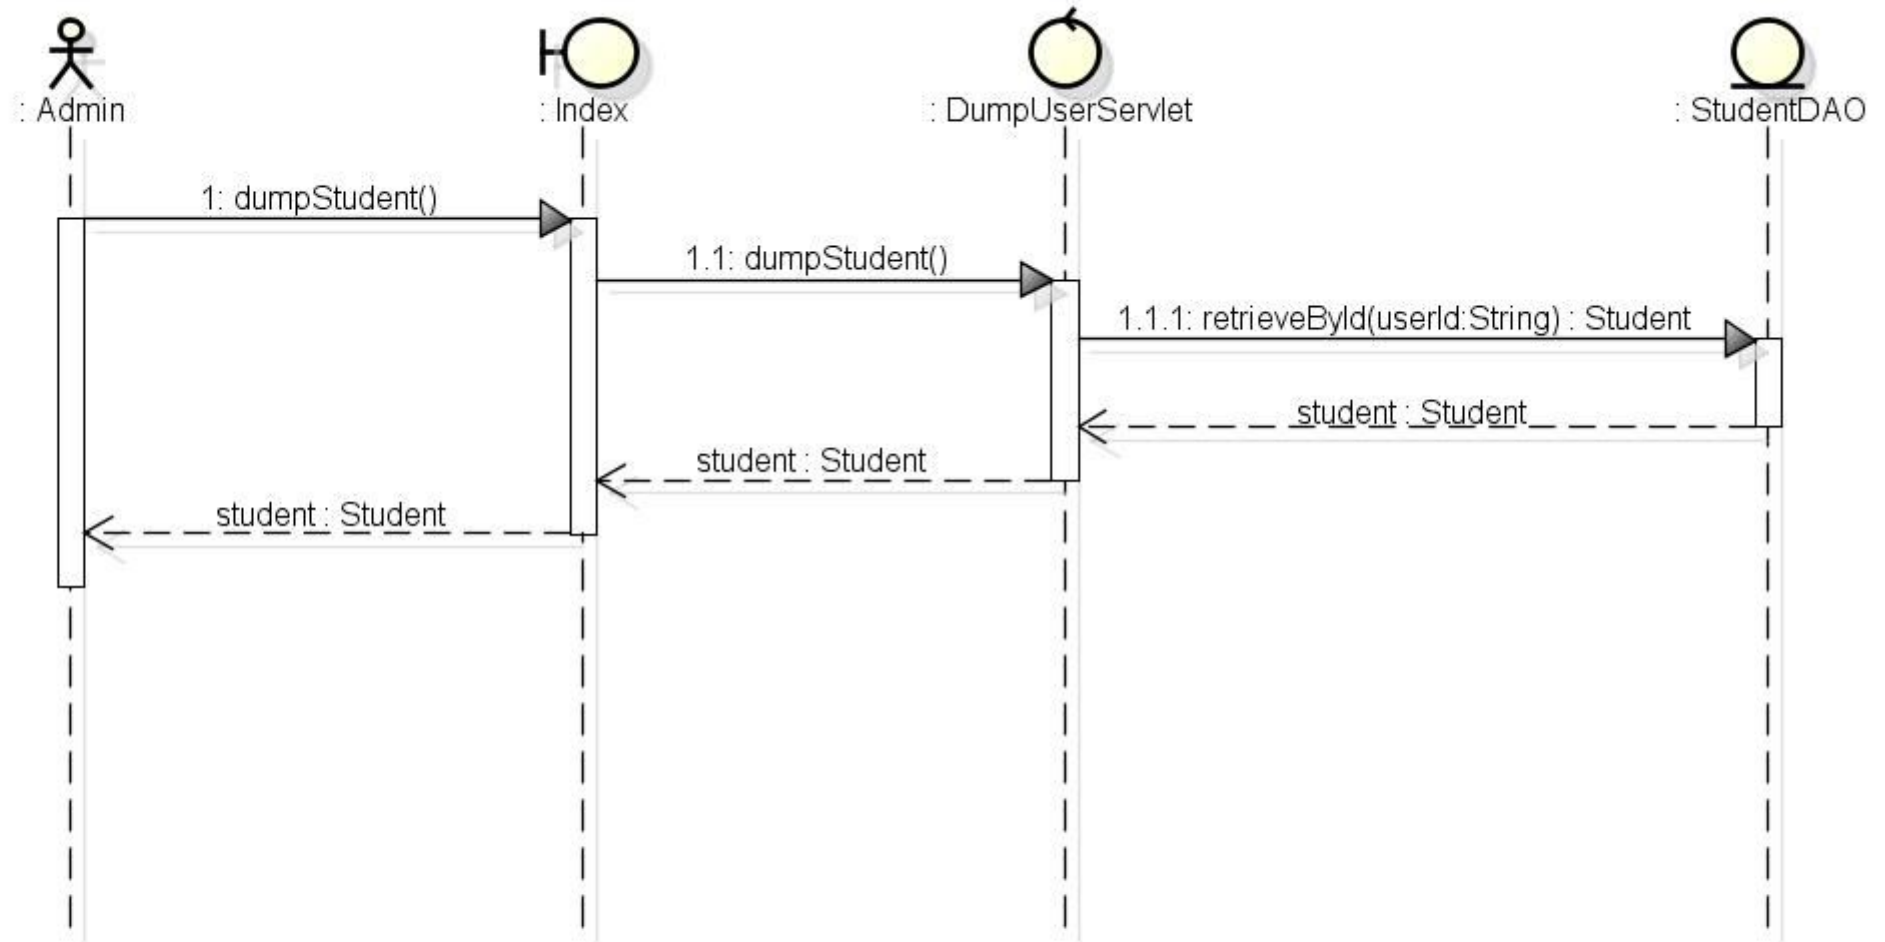 : Admin
: Index
: DumpUserServlet
: StudentDAO
1: dumpStudent()
1.1: dumpStudent()
1.1.1: retrieveById(userId:String) : Student
student : Student
student : Student
student : Student